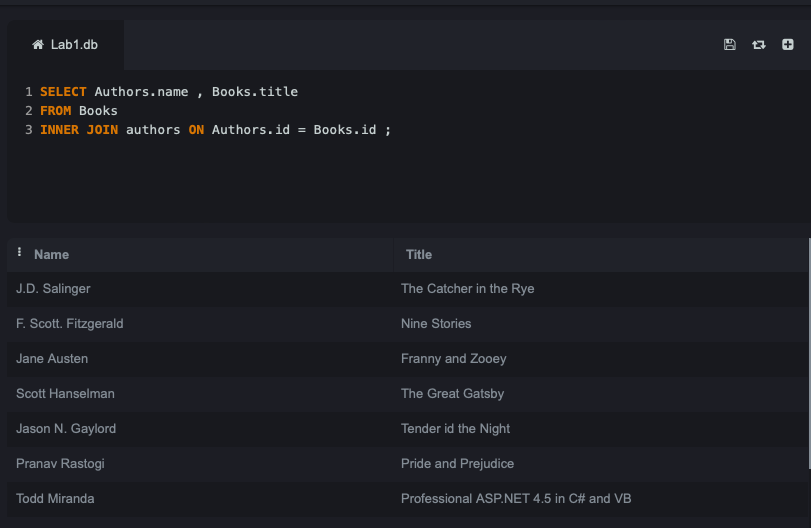 Lab1.db
1 SELECT Authors.name , Books.title
2 FROM Books
3 INNER JOIN authors ON Authors.id = Books.id ;
Name Title
J.D. Salinger The Catcher in the Rye
F. Scott. Fitzgerald Nine Stories
Jane Austen Franny and Zooey
Scott Hanselman The Great Gatsby
Jason N. Gaylord Tender id the Night
Pranav Rastogi Pride and Prejudice
Todd Miranda Professional ASP.NET 4.5 in C# and VB